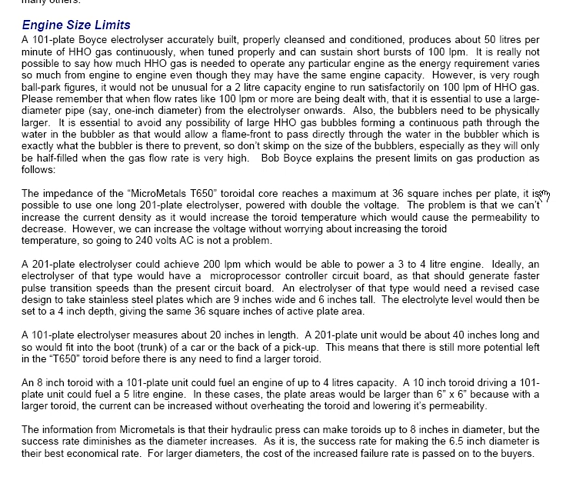 many others.
Engine Size Limits
A 101-plate Boyce electrolyser accurately built, properly cleansed and conditioned, produces about 50 litres per
minute of HHO gas continuously, when tuned properly and can sustain short bursts of 100 lpm. It is really not
possible to say how much HHO gas is needed to operate any particular engine as the energy requirement varies
so much from engine to engine even though they may have the same engine capacity. However, is very rough
ball-park figures, it would not be unusual for a 2 litre capacity engine to run satisfactorily on 100 lpm of HHO gas.
Please remember that when flow rates like 100 lpm or more are being dealt with, that it is essential to use a large-
diameter pipe (say, one-inch diameter) from the electrolyser onwards. Also, the bubblers need to be physically
larger. It is essential to avoid any possibility of large HHO gas bubbles forming a continuous path through the
water in the bubbler as that would allow a flame-front to pass directly through the water in the bubbler which is
exactly what the bubbler is there to prevent, so don't skimp on the size of the bubblers, especially as they will only
be half-filled when the gas flow rate is very high. Bob Boyce explains the present limits on gas production as
follows:
The impedance of the "MicroMetals T650" toroidal core reaches a maximum at 36 square inches per plate, it is
possible to use one long 201-plate electrolyser, powered with double the voltage. The problem is that we can't
increase the current density as it would increase the toroid temperature which would cause the permeability to
decrease. However, we can increase the voltage without worrying about increasing the toroid
temperature, so going to 240 volts AC is not a problem.
A 201-plate electrolyser could achieve 200 lpm which would be able to power a 3 to 4 litre engine. Ideally, an
electrolyser of that type would have a microprocessor controller circuit board, as that should generate faster
pulse transition speeds than the present circuit board. An electrolyser of that type would need a revised case
design to take stainless steel plates which are 9 inches wide and 6 inches tall. The electrolyte level would then be
set to a 4 inch depth, giving the same 36 square inches of active plate area.
A 101-plate electrolyser measures about 20 inches in length. A 201-plate unit would be about 40 inches long and
so would fit into the boot (trunk) of a car or the back of a pick-up. This means that there is still more potential left
in the "T650" toroid before there is any need to find a larger toroid.
An 8 inch toroid with a 101-plate unit could fuel an engine of up to 4 litres capacity. A 10 inch toroid driving a 101-
plate unit could fuel a 5 litre engine. In these cases, the plate areas would be larger than 6" x 6" because with a
larger toroid, the current can be increased without overheating the toroid and lowering it's permeability.
The information from Micrometals is that their hydraulic press can make toroids up to 8 inches in diameter, but the
success rate diminishes as the diameter increases. As it is, the success rate for making the 6.5 inch diameter is
their best economical rate. For larger diameters, the cost of the increased failure rate is passed on to the buyers.